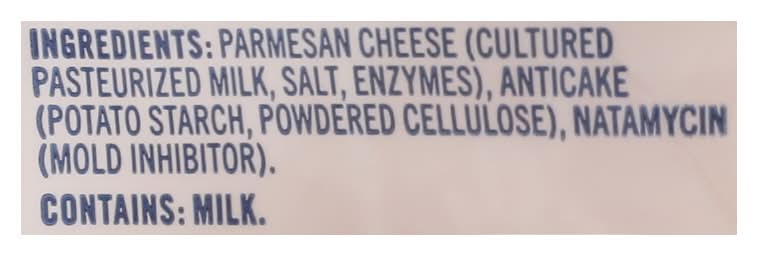 INGREDIENTS: PARMESAN CHEESE (CULTURED
PASTEURIZED MILK, SALT, ENZYMES), ANTICAKE
(POTATO STARCH, POWDERED CELLULOSE), NATAMYCIN
(MOLD INHIBITOR).
CONTAINS: MILK.